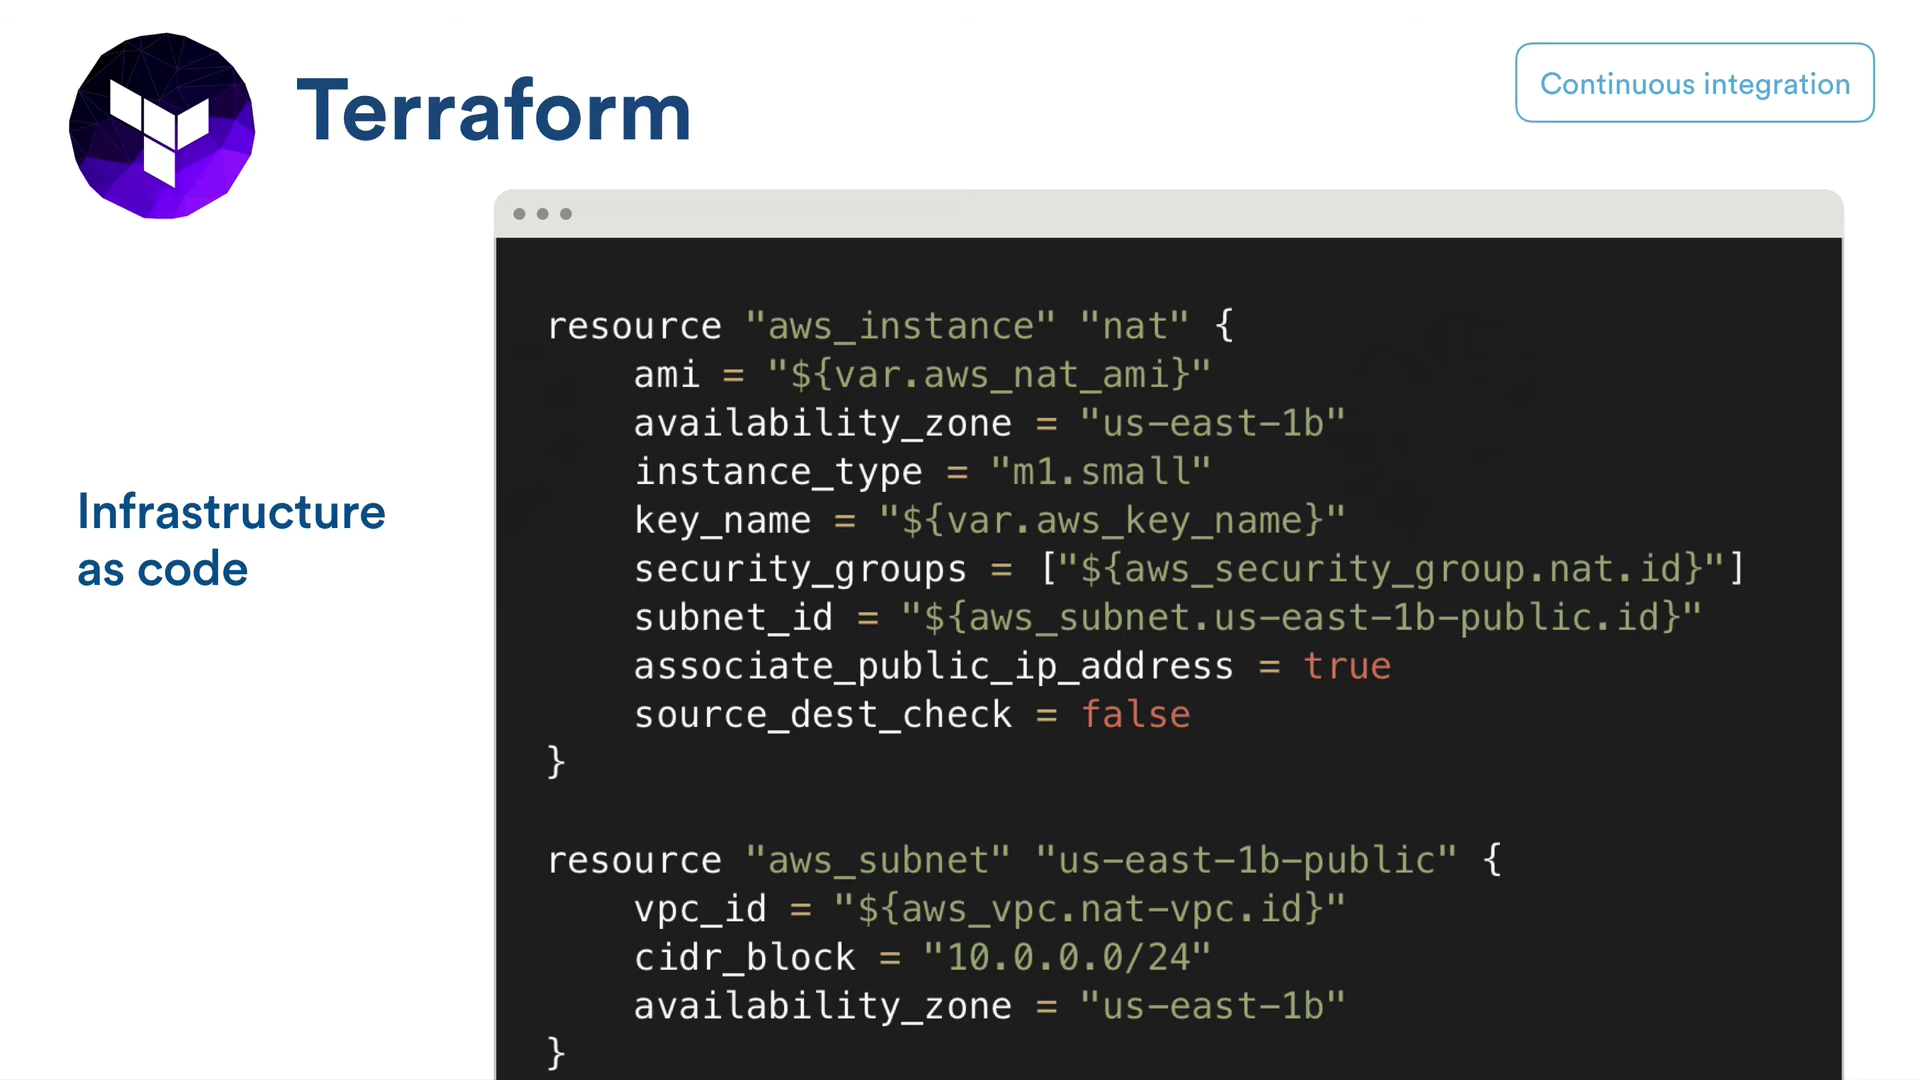 Terraform
Continuous integration
Infrastructure
as code
resource "aws_instance" "nat" {
    ami = "${var.aws_nat_ami}"
    availability_zone = "us-east-1b"
    instance_type = "m1.small"
    key_name = "${var.aws_key_name}"
    security_groups = ["${aws_security_group.nat.id}"]
    subnet_id = "${aws_subnet.us-east-1b-public.id}"
    associate_public_ip_address = true
    source_dest_check = false
}
resource "aws_subnet" "us-east-1b-public" {
    vpc_id = "${aws_vpc.nat-vpc.id}"
    cidr_block = "10.0.0.0/24"
    availability_zone = "us-east-1b"
}